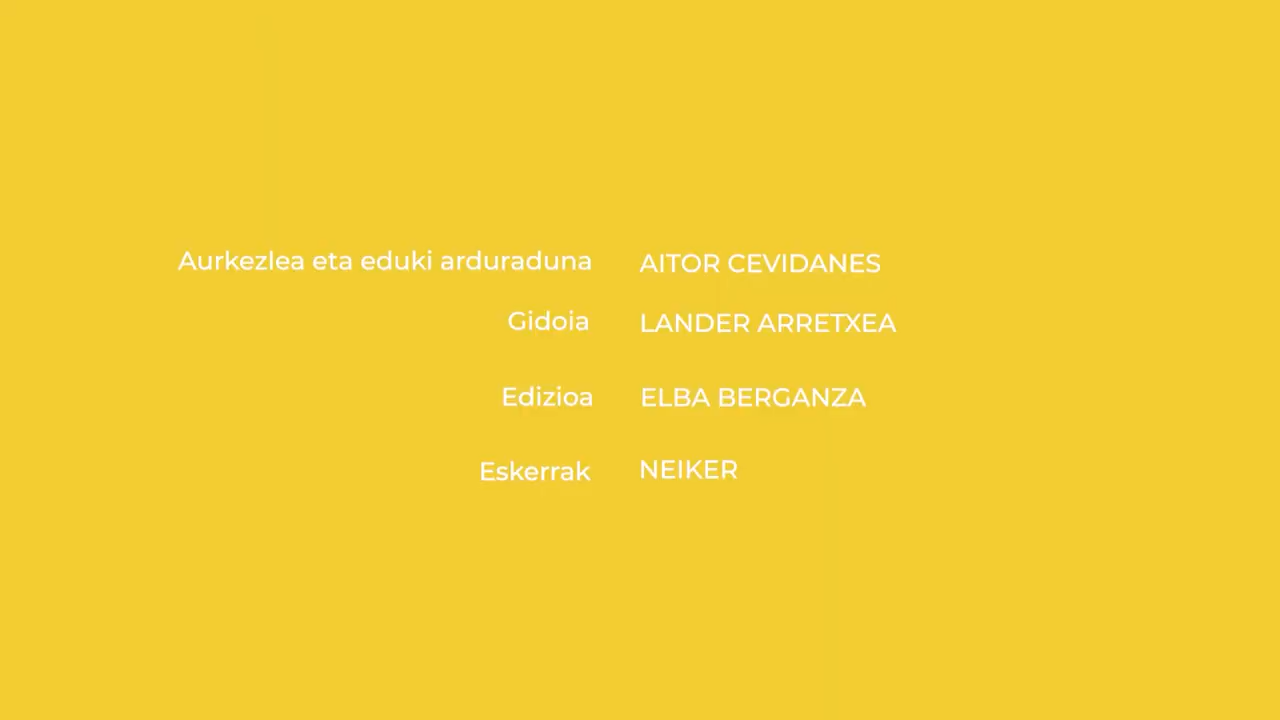 Aurkezlea eta eduki arduraduna AITOR CEVIDANES
Gidoia LANDER ARRETXEA
Edizioa ELBA BERGANZA
Eskerrak NEIKER